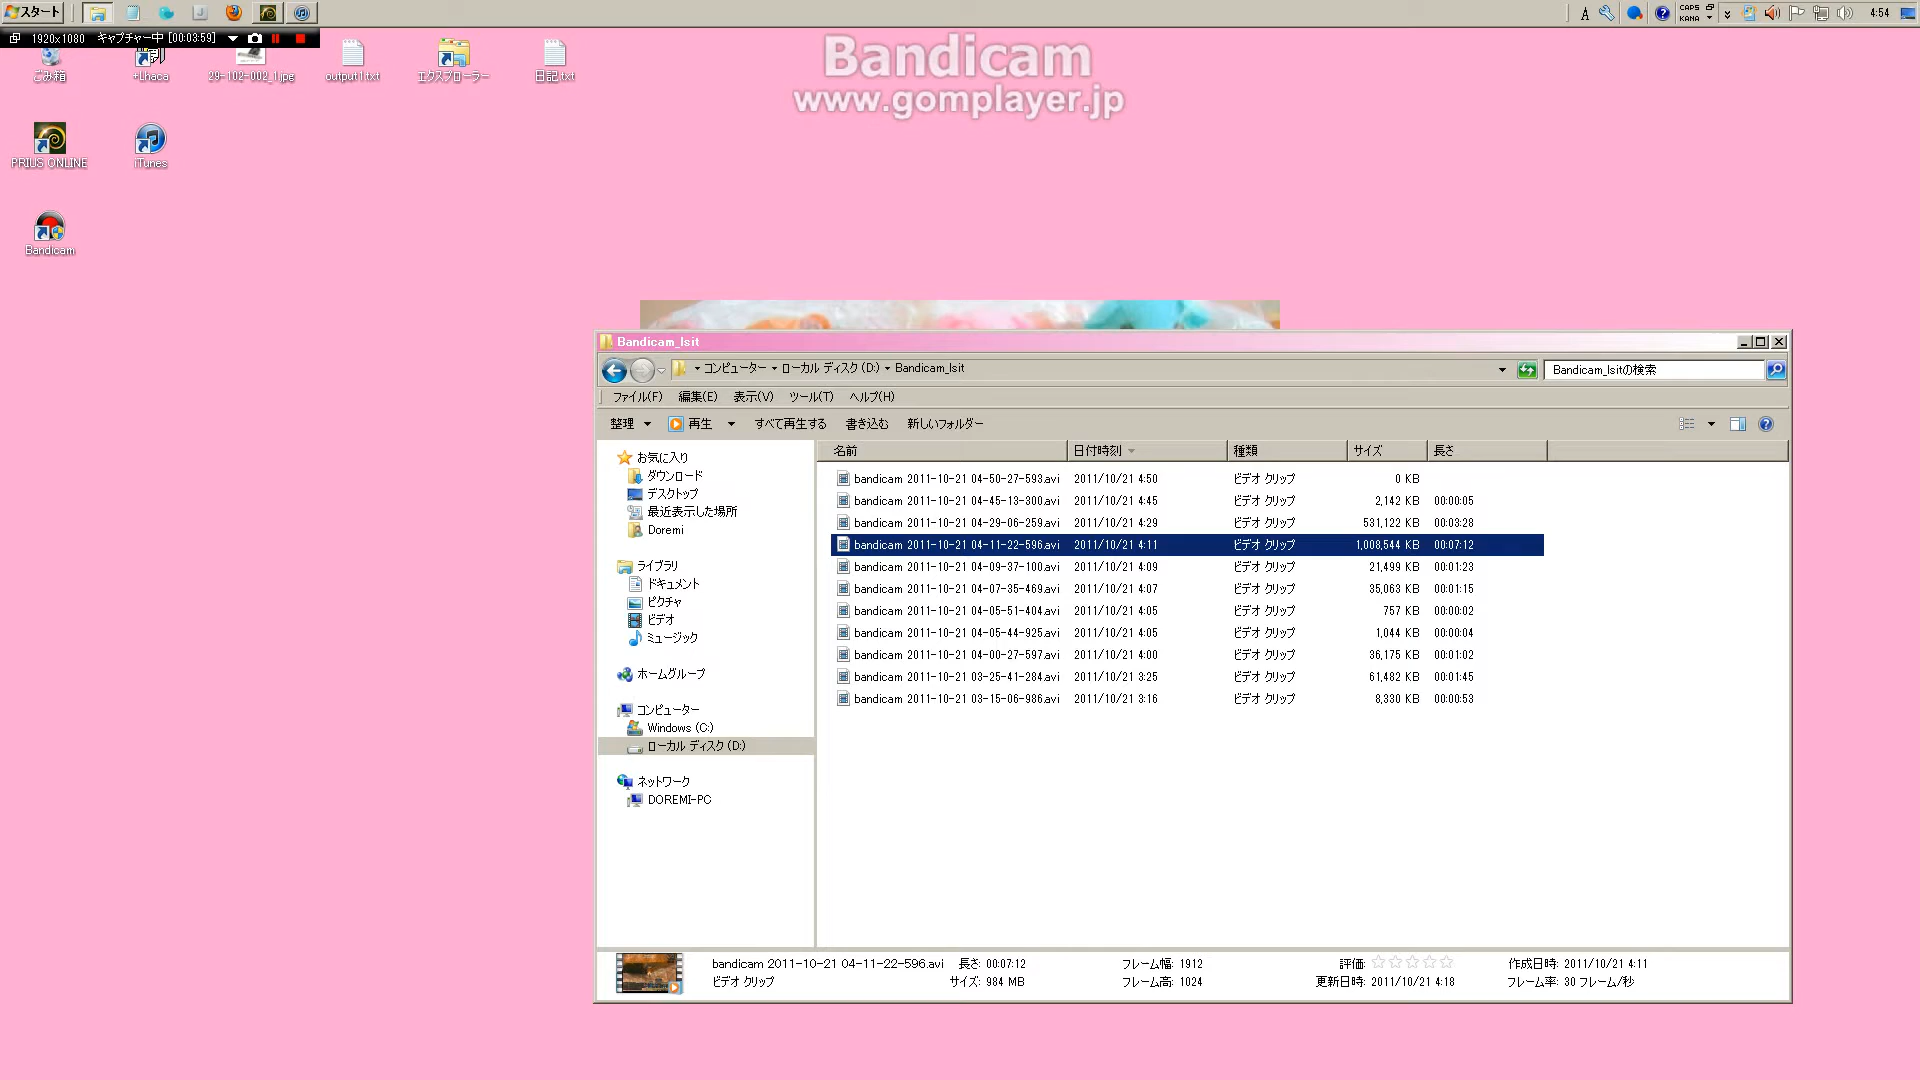 スタート
A
CAPS
KANA
4:54
1920x1080 キャプチャー中 [00:03:59]
Bandicam
www.gomplayer.jp
ごみ箱
+Lhaca
29-102-002_1.jpg
output1.txt
エクスプローラー
日記.txt
PRIUS ONLINE
iTunes
Bandicam
Bandicam_lsit
コンピューター ローカル ディスク (D:) Bandicam_lsit
Bandicam_lsitの検索
ファイル(F) 編集(E) 表示(V) ツール(T) ヘルプ(H)
整理 再生 すべて再生する 書き込む 新しいフォルダー
お気に入り
ダウンロード
デスクトップ
最近表示した場所
Doremi
ライブラリ
ドキュメント
ピクチャ
ビデオ
ミュージック
ホームグループ
コンピューター
Windows (C:)
ローカル ディスク (D:)
ネットワーク
DOREMI-PC
名前 日付時刻 種類 サイズ 長さ
bandicam 2011-10-21 04-50-27-593.avi 2011/10/21 4:50 ビデオ クリップ 0 KB
bandicam 2011-10-21 04-45-13-300.avi 2011/10/21 4:45 ビデオ クリップ 2,142 KB 00:00:05
bandicam 2011-10-21 04-29-06-259.avi 2011/10/21 4:29 ビデオ クリップ 531,122 KB 00:03:28
bandicam 2011-10-21 04-11-22-596.avi 2011/10/21 4:11 ビデオ クリップ 1,008,544 KB 00:07:12
bandicam 2011-10-21 04-09-37-100.avi 2011/10/21 4:09 ビデオ クリップ 21,499 KB 00:01:23
bandicam 2011-10-21 04-07-35-469.avi 2011/10/21 4:07 ビデオ クリップ 35,063 KB 00:01:15
bandicam 2011-10-21 04-05-51-404.avi 2011/10/21 4:05 ビデオ クリップ 757 KB 00:00:02
bandicam 2011-10-21 04-05-44-925.avi 2011/10/21 4:05 ビデオ クリップ 1,044 KB 00:00:04
bandicam 2011-10-21 04-00-27-597.avi 2011/10/21 4:00 ビデオ クリップ 36,175 KB 00:01:02
bandicam 2011-10-21 03-25-41-284.avi 2011/10/21 3:25 ビデオ クリップ 61,482 KB 00:01:45
bandicam 2011-10-21 03-15-06-986.avi 2011/10/21 3:16 ビデオ クリップ 8,330 KB 00:00:53
bandicam 2011-10-21 04-11-22-596.avi 長さ: 00:07:12 フレーム幅: 1912 評価: 作成日時: 2011/10/21 4:11
ビデオ クリップ サイズ: 984 MB フレーム高: 1024 更新日時: 2011/10/21 4:18 フレーム率: 30 フレーム/秒